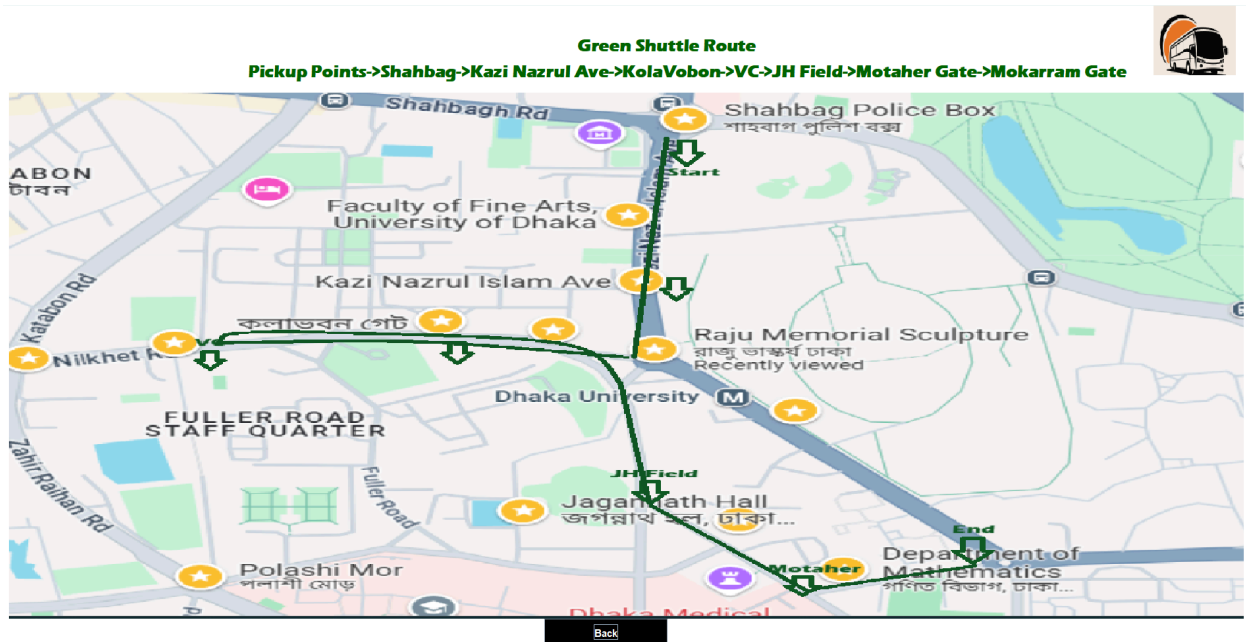 Green Shuttle Route
Pickup Points->Shahbag->Kazi Nazrul Ave->KolaVobon->VC->JH Field->Motaher Gate->Mokarram Gate
Shahbagh Rd
Shahbag Police Box
শাহবাগ পুলিশ বক্স
Start
ABON
টাবন
Faculty of Fine Arts,
University of Dhaka
Kazi Nazrul Islam Ave
Katabon Rd
কলাভবন গেট
Nilkhet
Raju Memorial Sculpture
রাজু ভাস্কর্য ঢাকা
Recently viewed
Dhaka University
M
FULLER ROAD
STAFF QUARTER
Zahir Raihan Rd
Fuller Road
JH Field
Jagannath Hall
জগন্নাথ হল, ঢাকা...
End
Department of
Mathematics
গণিত বিভাগ, ঢাকা...
Motaher
Polashi Mor
পলাশী মোড়
Dhaka Medical
Back